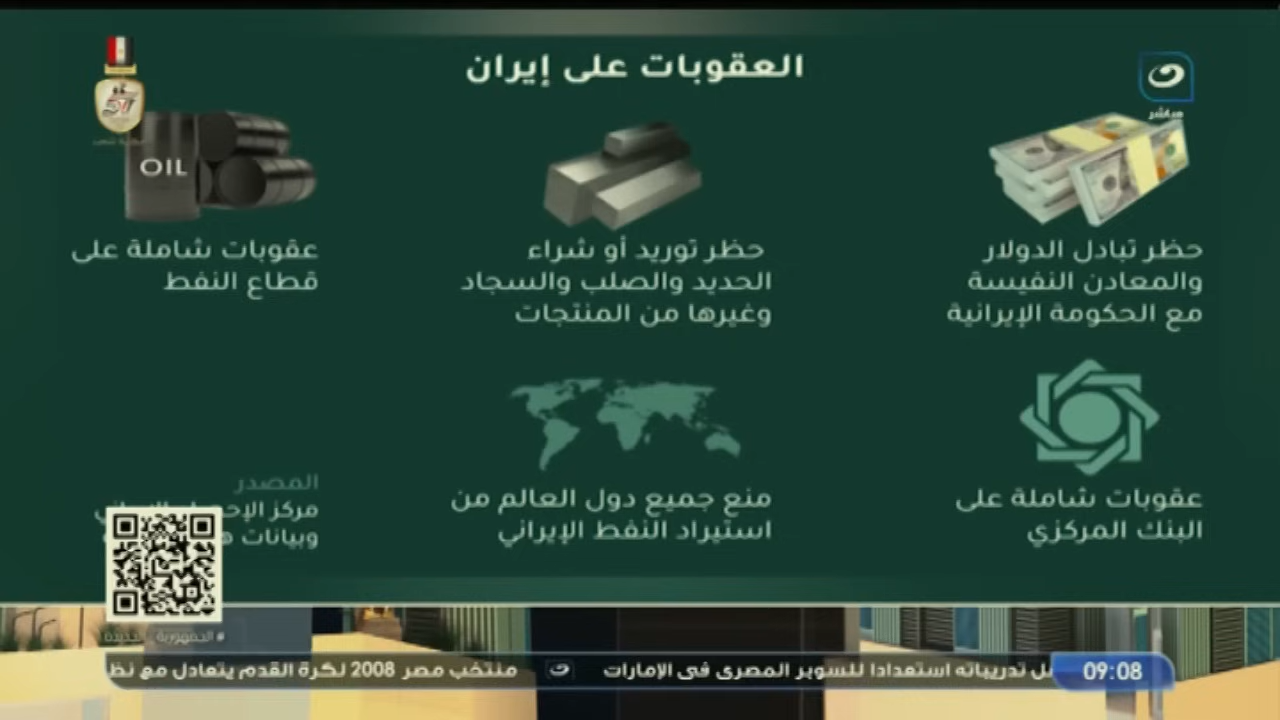 العقوبات على إيران
مباشر
حظر تبادل الدولار
والمعادن النفيسة
مع الحكومة الإيرانية
حظر توريد أو شراء
الحديد والصلب والسجاد
وغيرها من المنتجات
OIL
عقوبات شاملة على
قطاع النفط
عقوبات شاملة على
البنك المركزي
منع جميع دول العالم من
استيراد النفط الإيراني
المصدر
مركز
وبيانات
#الجمهورية_الجديدة
09:08
تدريباته استعدادا للسوبر المصرى فى الإمارات
منتخب مصر 2008 لكرة القدم يتعادل مع